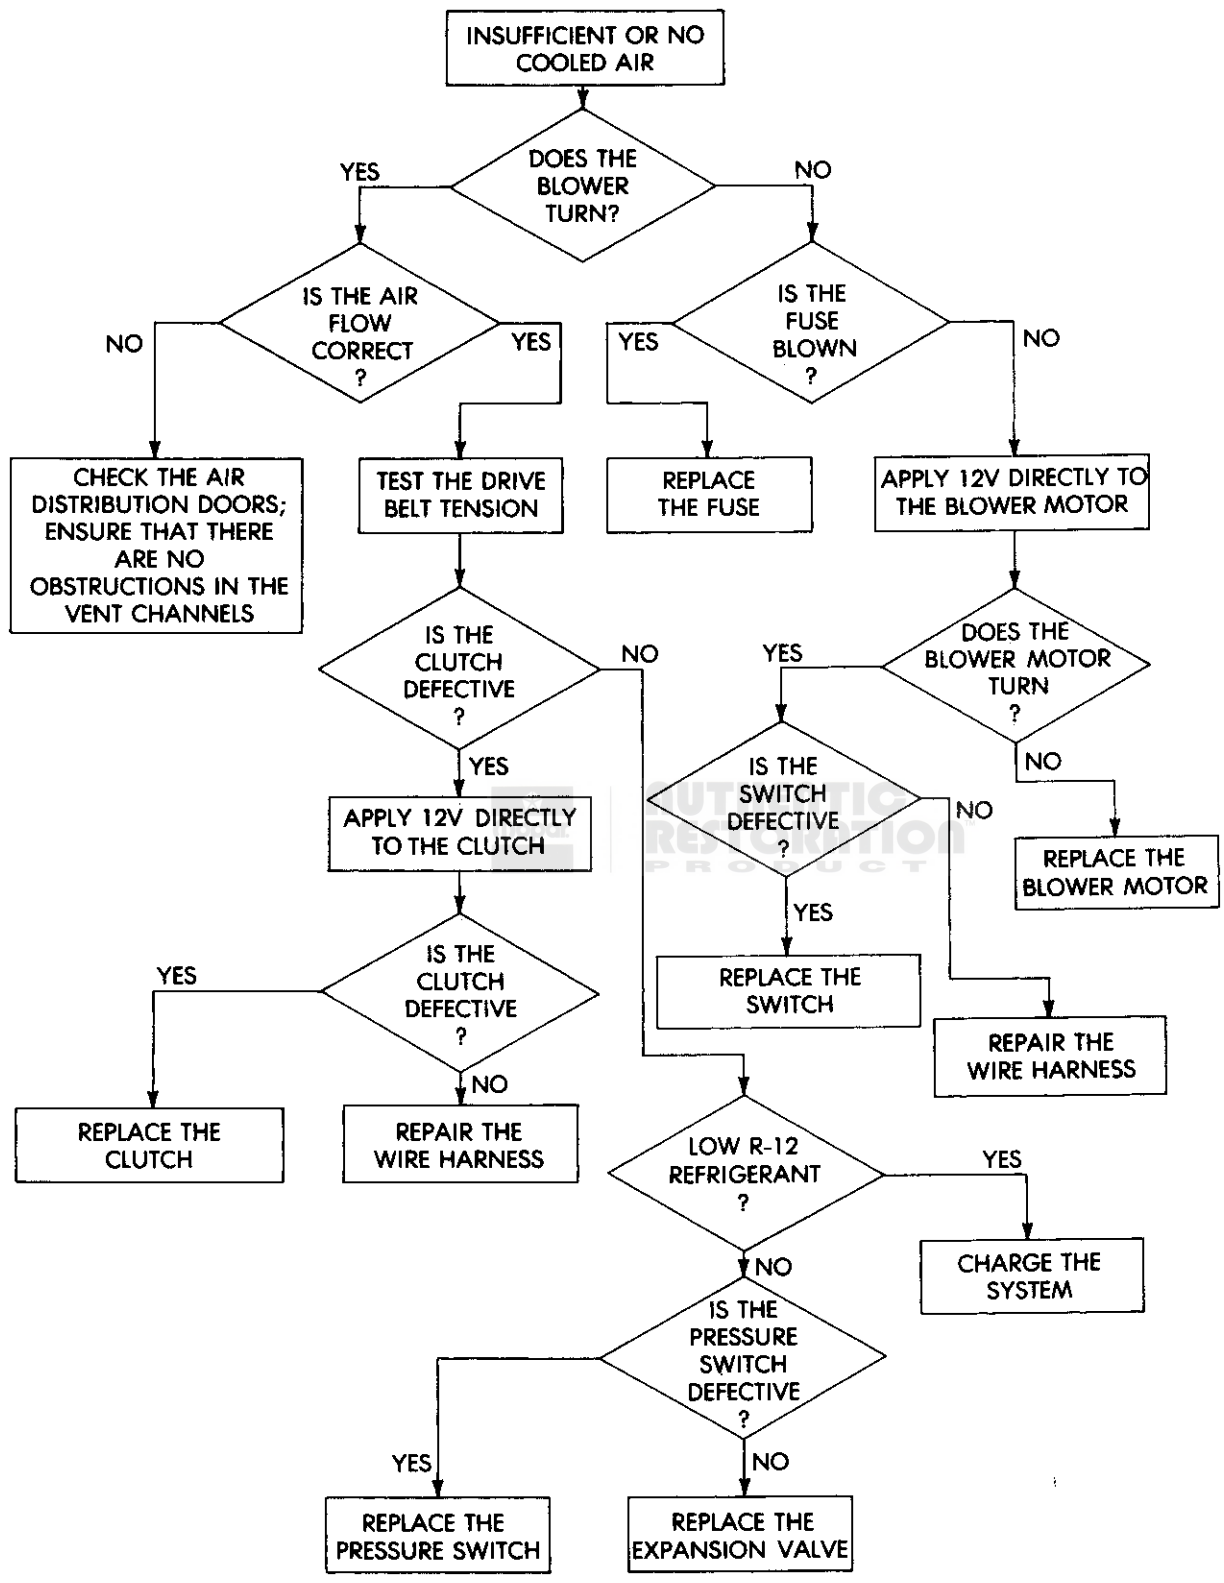 INSUFFICIENT OR NO
COOLED AIR
DOES THE
BLOWER
TURN?
YES
NO
IS THE AIR
FLOW
CORRECT
?
IS THE
FUSE
BLOWN
?
NO
YES
YES
NO
CHECK THE AIR
DISTRIBUTION DOORS;
ENSURE THAT THERE
ARE NO
OBSTRUCTIONS IN THE
VENT CHANNELS
TEST THE DRIVE
BELT TENSION
REPLACE
THE FUSE
APPLY 12V DIRECTLY TO
THE BLOWER MOTOR
IS THE
CLUTCH
DEFECTIVE
?
NO
YES
DOES THE
BLOWER MOTOR
TURN
?
YES
NO
IS THE
SWITCH
DEFECTIVE
?
NO
YES
APPLY 12V DIRECTLY
TO THE CLUTCH
mopar
AUTHENTIC
RESTORATION
PRODUCT
REPLACE THE
BLOWER MOTOR
IS THE
CLUTCH
DEFECTIVE
?
YES
NO
REPLACE THE
SWITCH
REPAIR THE
WIRE HARNESS
REPLACE THE
CLUTCH
REPAIR THE
WIRE HARNESS
LOW R-12
REFRIGERANT
?
YES
NO
CHARGE THE
SYSTEM
IS THE
PRESSURE
SWITCH
DEFECTIVE
?
YES
NO
REPLACE THE
PRESSURE SWITCH
REPLACE THE
EXPANSION VALVE